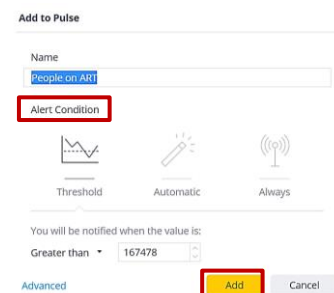 Add to Pulse
Name
People on ART
Alert Condition
Threshold Automatic Always
You will be notified when the value is:
Greater than 167478
Advanced Add Cancel